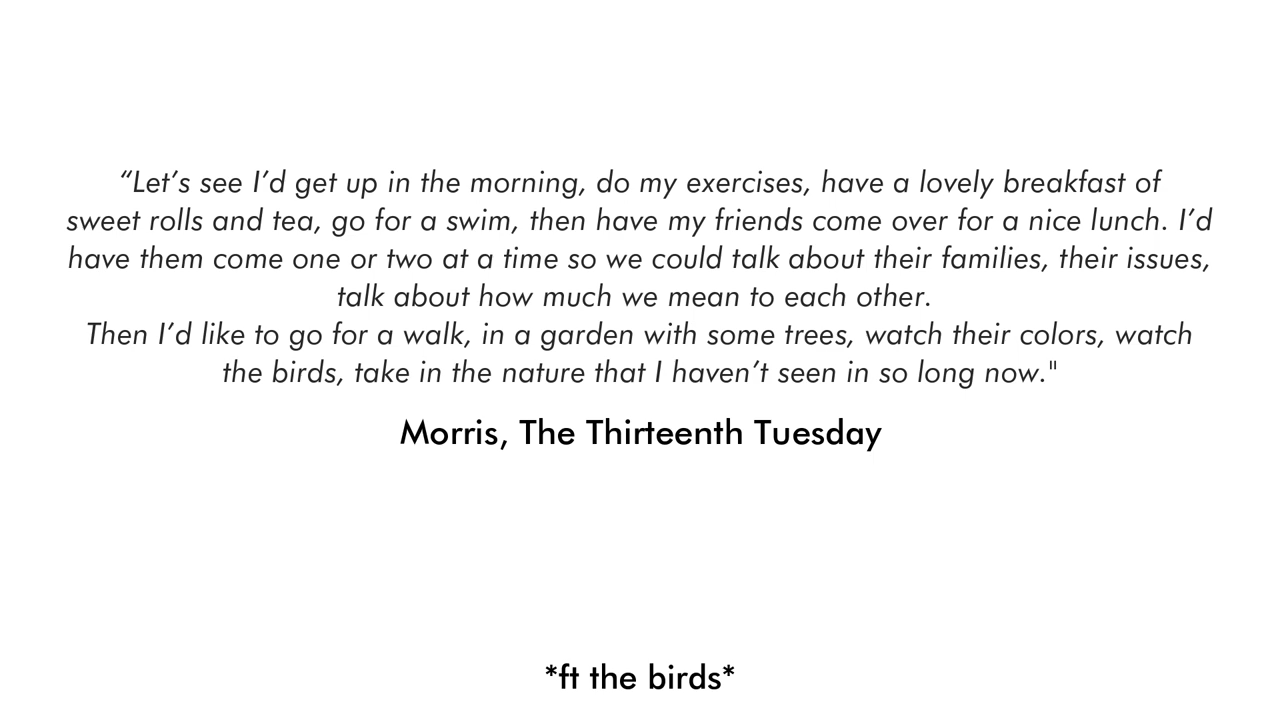 “Let’s see I’d get up in the morning, do my exercises, have a lovely breakfast of
sweet rolls and tea, go for a swim, then have my friends come over for a nice lunch. I’d
have them come one or two at a time so we could talk about their families, their issues,
talk about how much we mean to each other.
Then I’d like to go for a walk, in a garden with some trees, watch their colors, watch
the birds, take in the nature that I haven’t seen in so long now."
Morris, The Thirteenth Tuesday
*ft the birds*